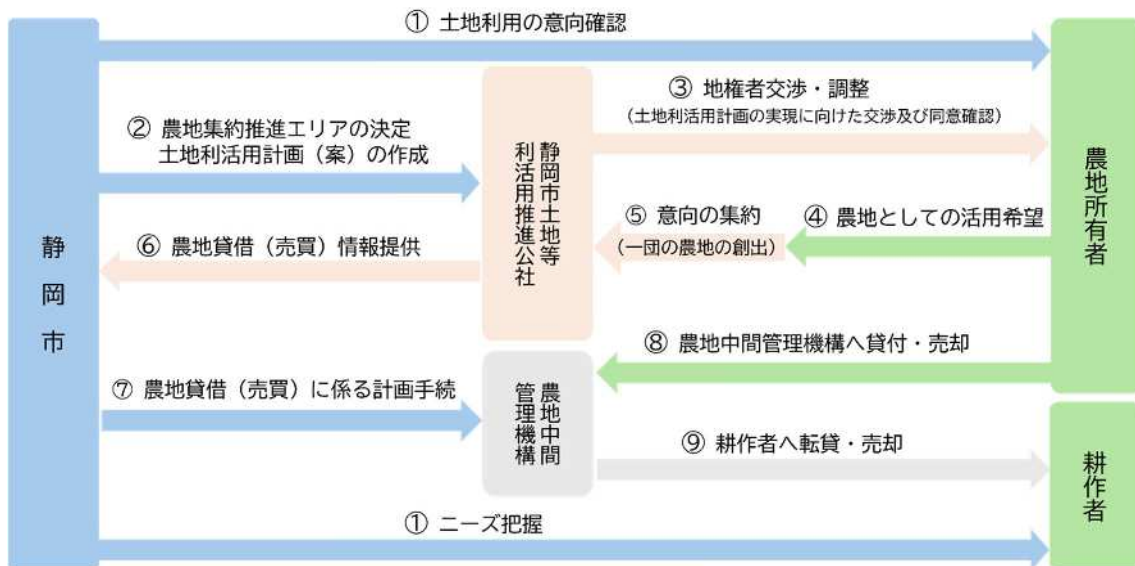 ① 土地利用の意向確認
③ 地権者交渉・調整
（土地利活用計画の実現に向けた交渉及び同意確認）
② 農地集約推進エリアの決定
土地利活用計画（案）の作成
静岡市土地等
利活用推進公社
農地所有者
⑤ 意向の集約
（一団の農地の創出）
④ 農地としての活用希望
静岡市
⑥ 農地貸借（売買）情報提供
⑧ 農地中間管理機構へ貸付・売却
⑦ 農地貸借（売買）に係る計画手続
農地中間
管理機構
⑨ 耕作者へ転貸・売却
耕作者
① ニーズ把握